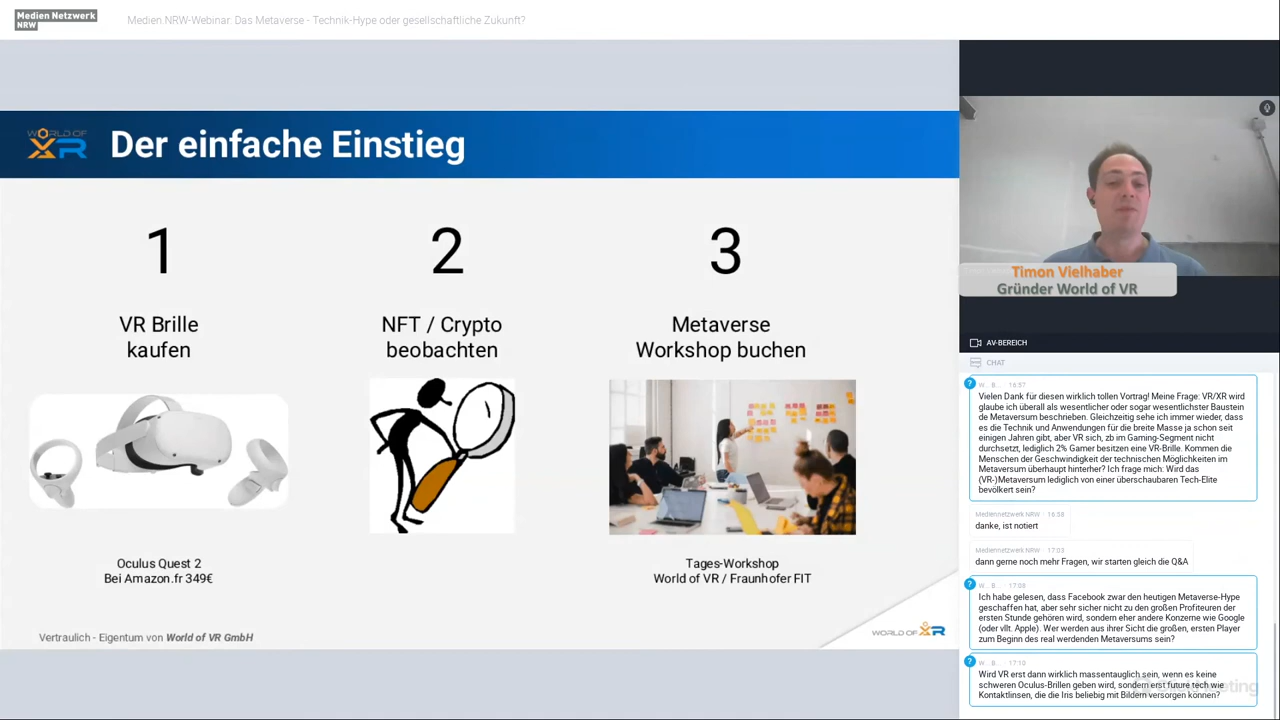 Medien Netzwerk
NRW
Medien.NRW-Webinar: Das Metaverse - Technik-Hype oder gesellschaftliche Zukunft?
WORLD OF
XR
Der einfache Einstieg
1
VR Brille
kaufen
Oculus Quest 2
Bei Amazon.fr 349€
2
NFT / Crypto
beobachten
3
Metaverse
Workshop buchen
Tages-Workshop
World of VR / Fraunhofer FIT
Vertraulich - Eigentum von World of VR GmbH
WORLD OF XR
Timon Vielhaber
Gründer World of VR
AV-BEREICH
CHAT
?
W... B... · 16:57
Vielen Dank für diesen wirklich tollen Vortrag! Meine Frage: VR/XR wird
glaube ich überall als wesentlicher oder sogar wesentlichster Baustein
de Metaversum beschrieben. Gleichzeitig sehe ich immer wieder, dass
es die Technik und Anwendungen für die breite Masse ja schon seit
einigen Jahren gibt, aber VR sich, zb im Gaming-Segment nicht
durchsetzt, lediglich 2% Gamer besitzen eine VR-Brille. Kommen die
Menschen der Geschwindigkeit der technischen Möglichkeiten im
Metaversum überhaupt hinterher? Ich frage mich: Wird das
(VR-)Metaversum lediglich von einer überschaubaren Tech-Elite
bevölkert sein?
Mediennetzwerk NRW · 16:58
danke, ist notiert
Mediennetzwerk NRW · 17:03
dann gerne noch mehr Fragen, wir starten gleich die Q&A
?
W... B... · 17:08
Ich habe gelesen, dass Facebook zwar den heutigen Metaverse-Hype
geschaffen hat, aber sehr sicher nicht zu den großen Profiteuren der
ersten Stunde gehören wird, sondern eher andere Konzerne wie Google
(oder vllt. Apple). Wer werden aus ihrer Sicht die großen, ersten Player
zum Beginn des real werdenden Metaversums sein?
?
W... B... · 17:10
Wird VR erst dann wirklich massentauglich sein, wenn es keine
schweren Oculus-Brillen geben wird, sondern erst future tech wie
Kontaktlinsen, die die Iris beliebig mit Bildern versorgen können?